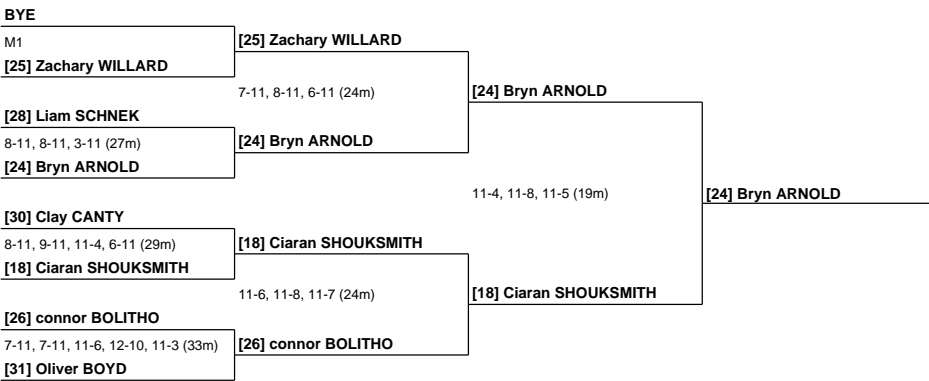 BYE
M1
[25] Zachary WILLARD
[25] Zachary WILLARD
7-11, 8-11, 6-11 (24m)
[24] Bryn ARNOLD
[28] Liam SCHNEK
8-11, 8-11, 3-11 (27m)
[24] Bryn ARNOLD
[24] Bryn ARNOLD
11-4, 11-8, 11-5 (19m)
[24] Bryn ARNOLD
[30] Clay CANTY
8-11, 9-11, 11-4, 6-11 (29m)
[18] Ciaran SHOUKSMITH
[18] Ciaran SHOUKSMITH
11-6, 11-8, 11-7 (24m)
[18] Ciaran SHOUKSMITH
[26] connor BOLITHO
7-11, 7-11, 11-6, 12-10, 11-3 (33m)
[26] connor BOLITHO
[31] Oliver BOYD